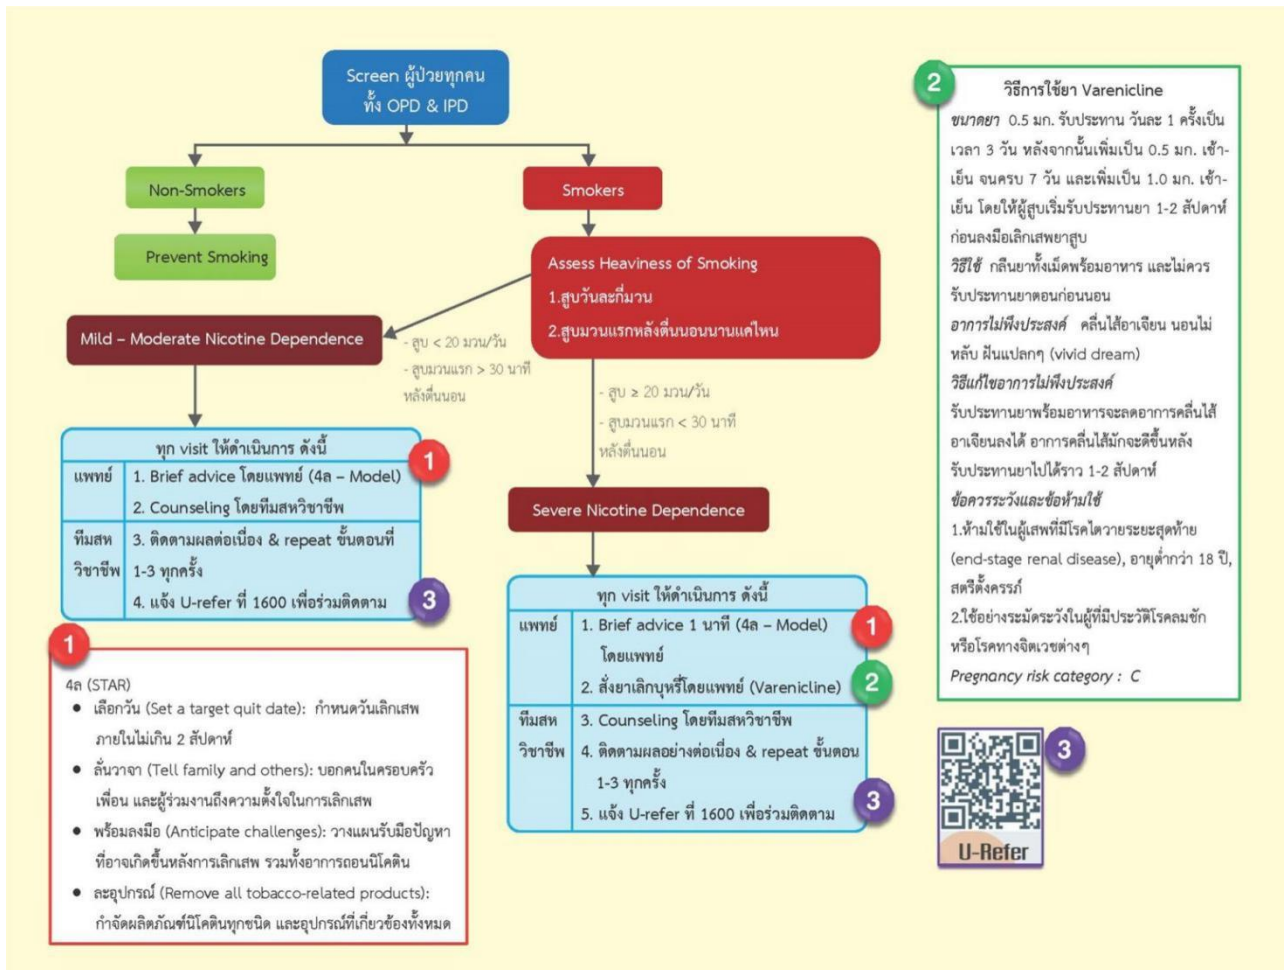 Screen ผู้ป่วยทุกคน
ทั้ง OPD & IPD
Non-Smokers
Smokers
Prevent Smoking
Assess Heaviness of Smoking
1.สูบวันละกี่มวน
2.สูบมวนแรกหลังตื่นนอนนานแค่ไหน
Mild – Moderate Nicotine Dependence
- สูบ < 20 มวน/วัน
- สูบมวนแรก > 30 นาที
หลังตื่นนอน
- สูบ ≥ 20 มวน/วัน
- สูบมวนแรก < 30 นาที
หลังตื่นนอน
ทุก visit ให้ดำเนินการ ดังนี้
1
แพทย์
1. Brief advice โดยแพทย์ (4ล – Model)
2. Counseling โดยทีมสหวิชาชีพ
ทีมสห
วิชาชีพ
3. ติดตามผลต่อเนื่อง & repeat ขั้นตอนที่
1-3 ทุกครั้ง
4. แจ้ง U-refer ที่ 1600 เพื่อร่วมติดตาม
3
Severe Nicotine Dependence
ทุก visit ให้ดำเนินการ ดังนี้
แพทย์
1. Brief advice 1 นาที (4ล – Model)
โดยแพทย์
1
2. สั่งยาเลิกบุหรี่โดยแพทย์ (Varenicline)
2
ทีมสห
วิชาชีพ
3. Counseling โดยทีมสหวิชาชีพ
4. ติดตามผลอย่างต่อเนื่อง & repeat ขั้นตอน
1-3 ทุกครั้ง
5. แจ้ง U-refer ที่ 1600 เพื่อร่วมติดตาม
3
1
4ล (STAR)
● เลือกวัน (Set a target quit date): กำหนดวันเลิกเสพ
ภายในไม่เกิน 2 สัปดาห์
● ลั่นวาจา (Tell family and others): บอกคนในครอบครัว
เพื่อน และผู้ร่วมงานถึงความตั้งใจในการเลิกเสพ
● พร้อมลงมือ (Anticipate challenges): วางแผนรับมือปัญหา
ที่อาจเกิดขึ้นหลังการเลิกเสพ รวมทั้งอาการถอนนิโคติน
● ละอุปกรณ์ (Remove all tobacco-related products):
กำจัดผลิตภัณฑ์นิโคตินทุกชนิด และอุปกรณ์ที่เกี่ยวข้องทั้งหมด
2
วิธีการใช้ยา Varenicline
ขนาดยา 0.5 มก. รับประทาน วันละ 1 ครั้งเป็น
เวลา 3 วัน หลังจากนั้นเพิ่มเป็น 0.5 มก. เช้า-
เย็น จนครบ 7 วัน และเพิ่มเป็น 1.0 มก. เช้า-
เย็น โดยให้ผู้สูบเริ่มรับประทานยา 1-2 สัปดาห์
ก่อนลงมือเลิกเสพยาสูบ
วิธีใช้ กลืนยาทั้งเม็ดพร้อมอาหาร และไม่ควร
รับประทานยาตอนก่อนนอน
อาการไม่พึงประสงค์ คลื่นไส้อาเจียน นอนไม่
หลับ ฝันแปลกๆ (vivid dream)
วิธีแก้ไขอาการไม่พึงประสงค์
รับประทานยาพร้อมอาหารจะลดอาการคลื่นไส้
อาเจียนลงได้ อาการคลื่นไส้มักจะดีขึ้นหลัง
รับประทานยาไปได้ราว 1-2 สัปดาห์
ข้อควรระวังและข้อห้ามใช้
1.ห้ามใช้ในผู้เสพที่มีโรคไตวายระยะสุดท้าย
(end-stage renal disease), อายุต่ำกว่า 18 ปี,
สตรีตั้งครรภ์
2.ใช้อย่างระมัดระวังในผู้ที่มีประวัติโรคลมชัก
หรือโรคทางจิตเวชต่างๆ
Pregnancy risk category : C
3
U-Refer